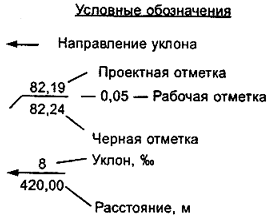 Условные обозначения
Направление уклона
82,19 Проектная отметка
— 0,05 — Рабочая отметка
82,24
Черная отметка
8 Уклон, ‰
420,00
Расстояние, м